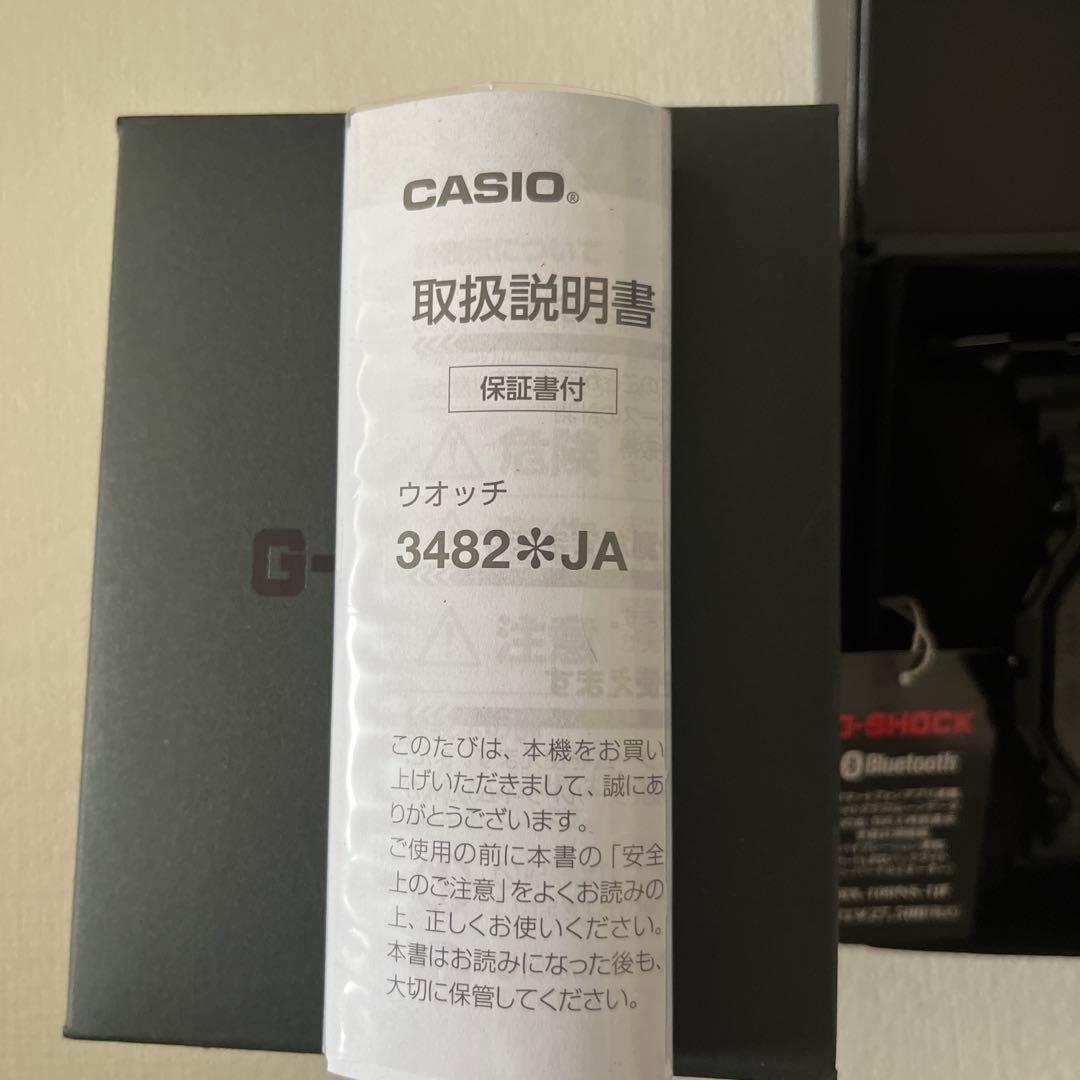 CASIO®
取扱説明書
保証書付
ウオッチ
3482✻JA
このたびは、本機をお買い
上げいただきまして、誠にあ
りがとうございます。
ご使用の前に本書の「安全
上のご注意」をよくお読みの
上、正しくお使いください。
本書はお読みになった後も、
大切に保管してください。
G-
G-SHOCK
Bluetooth